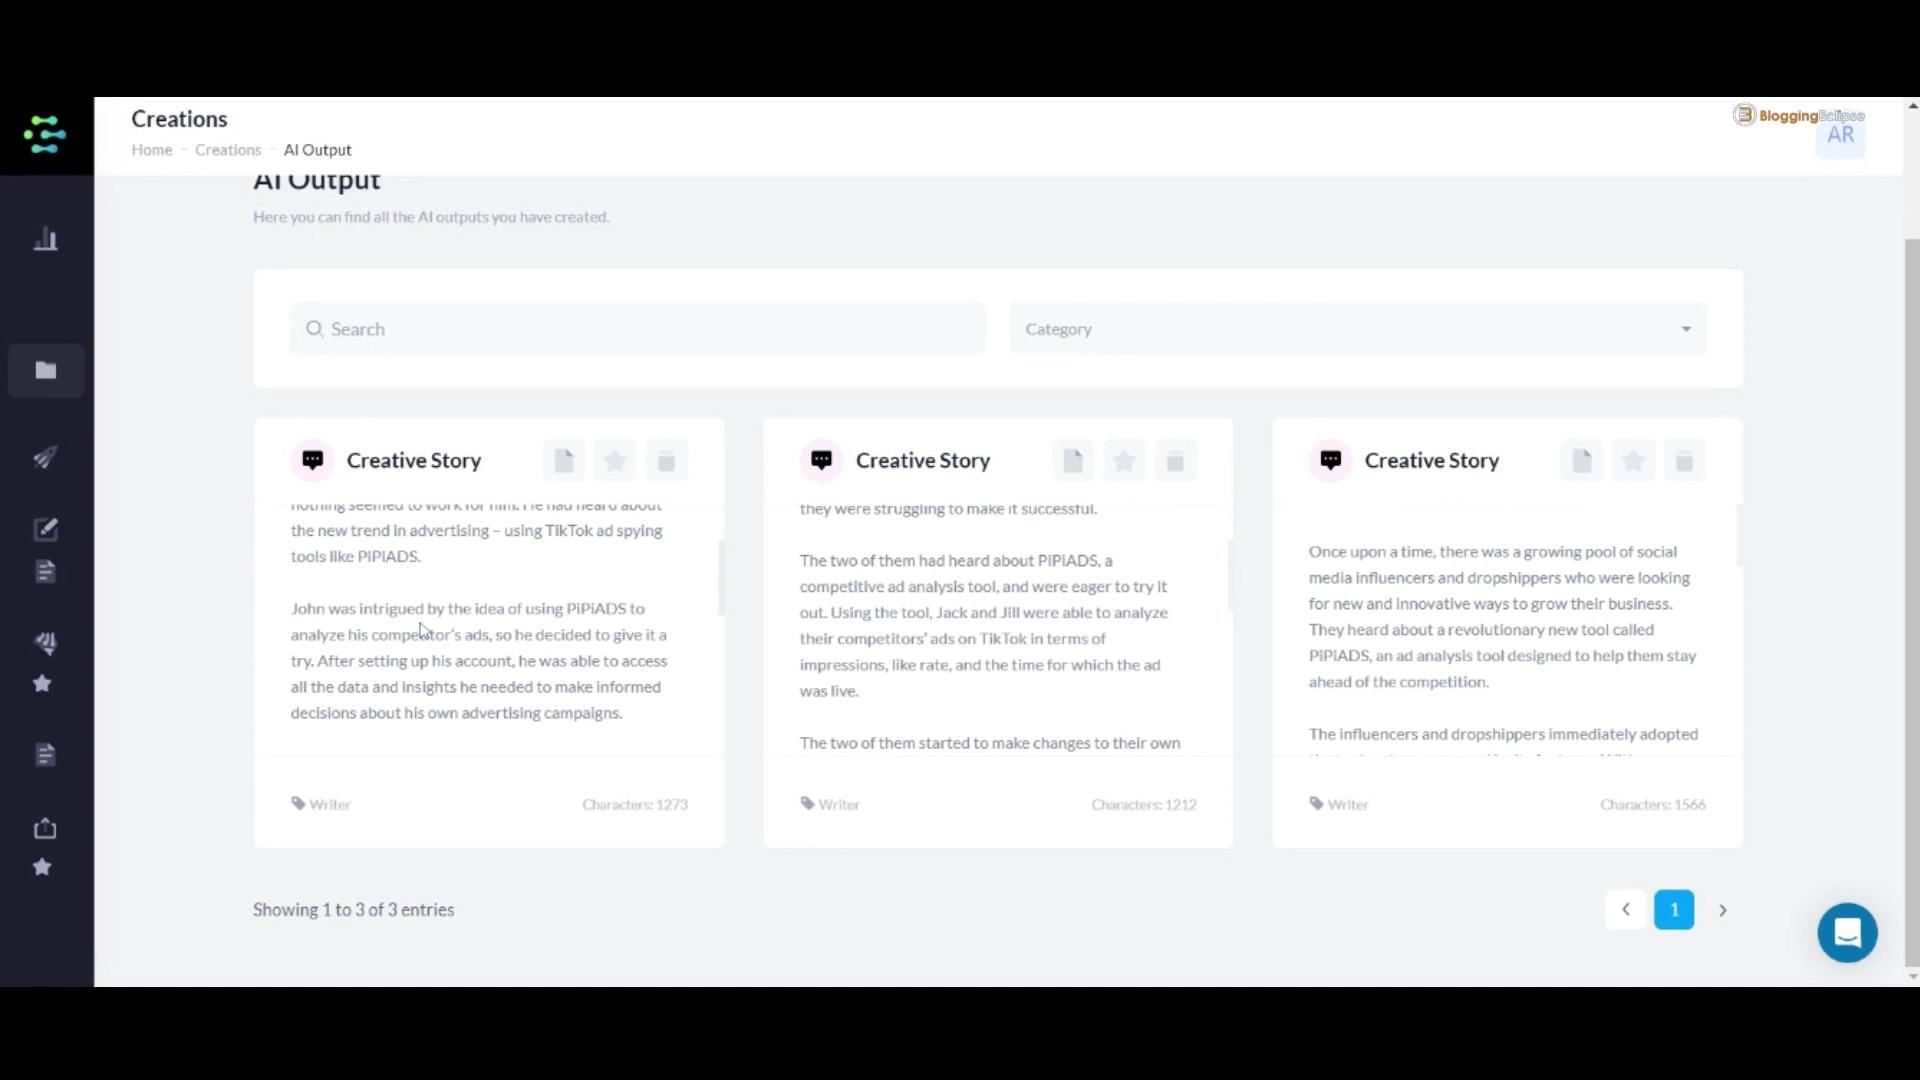 Creations
BloggingEclipse
AR
Home - Creations - AI Output
AI Output
Here you can find all the AI outputs you have created.
Search
Category
Creative Story
nothing seemed to work for him. He had heard about
the new trend in advertising – using TikTok ad spying
tools like PiPiADS.
John was intrigued by the idea of using PiPiADS to
analyze his competitor's ads, so he decided to give it a
try. After setting up his account, he was able to access
all the data and insights he needed to make informed
decisions about his own advertising campaigns.
Writer
Characters: 1273
Creative Story
they were struggling to make it successful.
The two of them had heard about PiPiADS, a
competitive ad analysis tool, and were eager to try it
out. Using the tool, Jack and Jill were able to analyze
their competitors' ads on TikTok in terms of
impressions, like rate, and the time for which the ad
was live.
The two of them started to make changes to their own
Writer
Characters: 1212
Creative Story
Once upon a time, there was a growing pool of social
media influencers and dropshippers who were looking
for new and innovative ways to grow their business.
They heard about a revolutionary new tool called
PiPiADS, an ad analysis tool designed to help them stay
ahead of the competition.
The influencers and dropshippers immediately adopted
Writer
Characters: 1566
Showing 1 to 3 of 3 entries
1